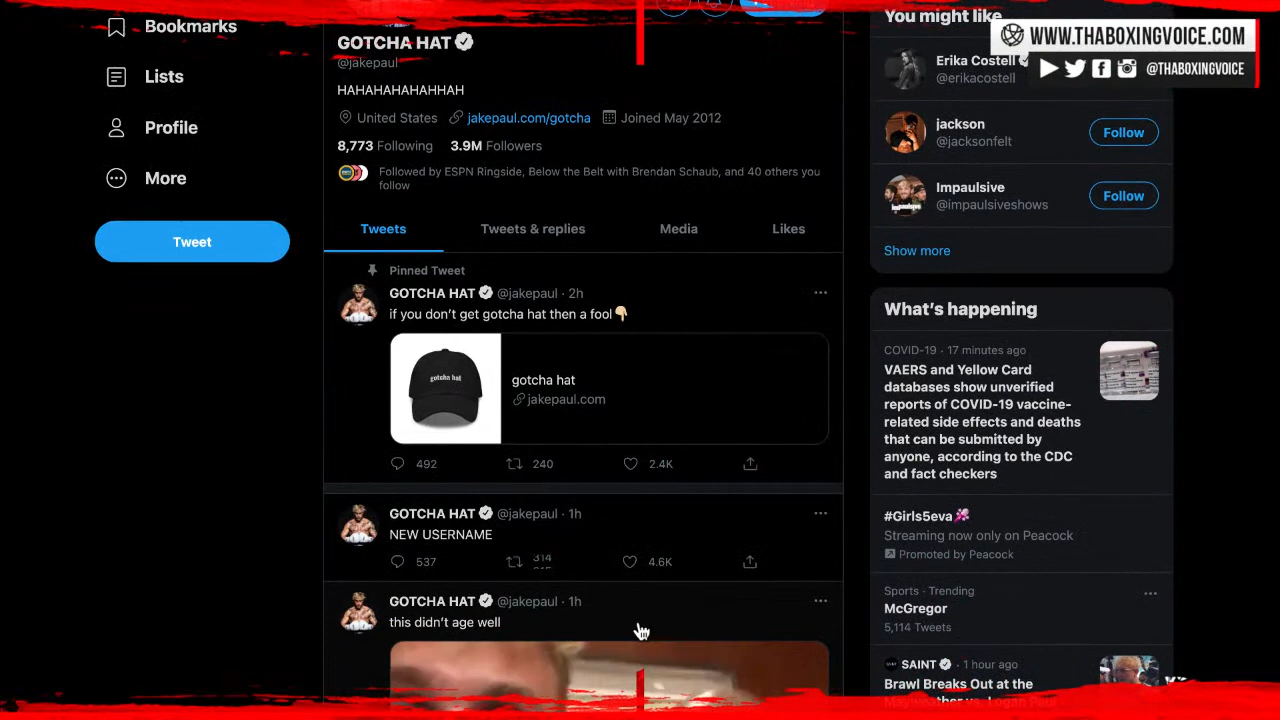 Bookmarks
Lists
Profile
More
Tweet
GOTCHA HAT
@jakepaul
HAHAHAHAHAHHAH
United States jakepaul.com/gotcha Joined May 2012
8,773 Following 3.9M Followers
Followed by ESPN Ringside, Below the Belt with Brendan Schaub, and 40 others you
follow
Tweets Tweets & replies Media Likes
Pinned Tweet
GOTCHA HAT @jakepaul · 2h
if you don't get gotcha hat then a fool👇🏼
gotcha hat
gotcha hat
jakepaul.com
492 240 2.4K
GOTCHA HAT @jakepaul · 1h
NEW USERNAME
537 314 4.6K
GOTCHA HAT @jakepaul · 1h
this didn't age well
You might like
WWW.THABOXINGVOICE.COM
@THABOXINGVOICE
Erika Costell
@erikacostell
jackson
@jacksonfelt
Follow
Impaulsive
@impaulsiveshows
Follow
Show more
What's happening
COVID-19 · 17 minutes ago
VAERS and Yellow Card
databases show unverified
reports of COVID-19 vaccine-
related side effects and deaths
that can be submitted by
anyone, according to the CDC
and fact checkers
#Girls5eva
Streaming now only on Peacock
Promoted by Peacock
Sports · Trending
McGregor
5,114 Tweets
SAINT · 1 hour ago
Brawl Breaks Out at the